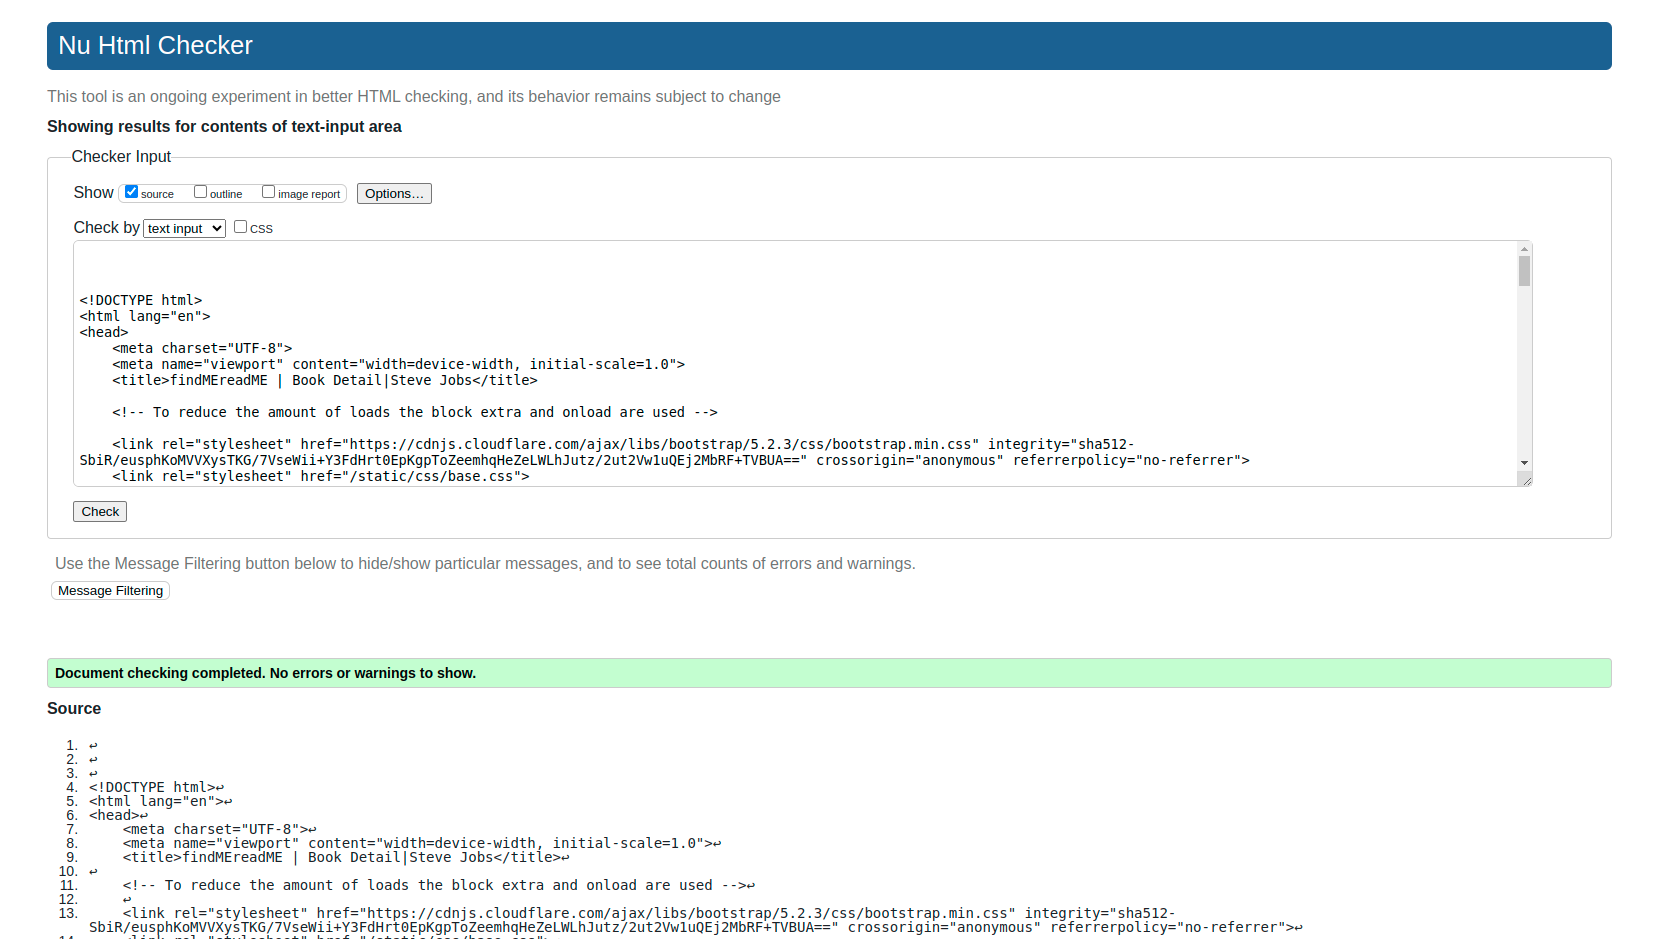 Nu Html Checker
This tool is an ongoing experiment in better HTML checking, and its behavior remains subject to change
Showing results for contents of text-input area
Checker Input
Show source outline image report Options...
Check by text input CSS
<!DOCTYPE html>
<html lang="en">
<head>
    <meta charset="UTF-8">
    <meta name="viewport" content="width=device-width, initial-scale=1.0">
    <title>findMEreadME | Book Detail|Steve Jobs</title>
    <!-- To reduce the amount of loads the block extra and onload are used -->
    <link rel="stylesheet" href="https://cdnjs.cloudflare.com/ajax/libs/bootstrap/5.2.3/css/bootstrap.min.css" integrity="sha512-
SbiR/eusphKoMVVXysTKG/7VseWii+Y3FdHrt0EpKgpToZeemhqHeZeLWLhJutz/2ut2Vw1uQEj2MbRF+TVBUA==" crossorigin="anonymous" referrerpolicy="no-referrer">
    <link rel="stylesheet" href="/static/css/base.css">
Check
Use the Message Filtering button below to hide/show particular messages, and to see total counts of errors and warnings.
Message Filtering
Document checking completed. No errors or warnings to show.
Source
1. ↩
2. ↩
3. ↩
4. <!DOCTYPE html>↩
5. <html lang="en">↩
6. <head>↩
7.     <meta charset="UTF-8">↩
8.     <meta name="viewport" content="width=device-width, initial-scale=1.0">↩
9.     <title>findMEreadME | Book Detail|Steve Jobs</title>↩
10. ↩
11.     <!-- To reduce the amount of loads the block extra and onload are used -->↩
12.     ↩
13.     <link rel="stylesheet" href="https://cdnjs.cloudflare.com/ajax/libs/bootstrap/5.2.3/css/bootstrap.min.css" integrity="sha512-
SbiR/eusphKoMVVXysTKG/7VseWii+Y3FdHrt0EpKgpToZeemhqHeZeLWLhJutz/2ut2Vw1uQEj2MbRF+TVBUA==" crossorigin="anonymous" referrerpolicy="no-referrer">↩